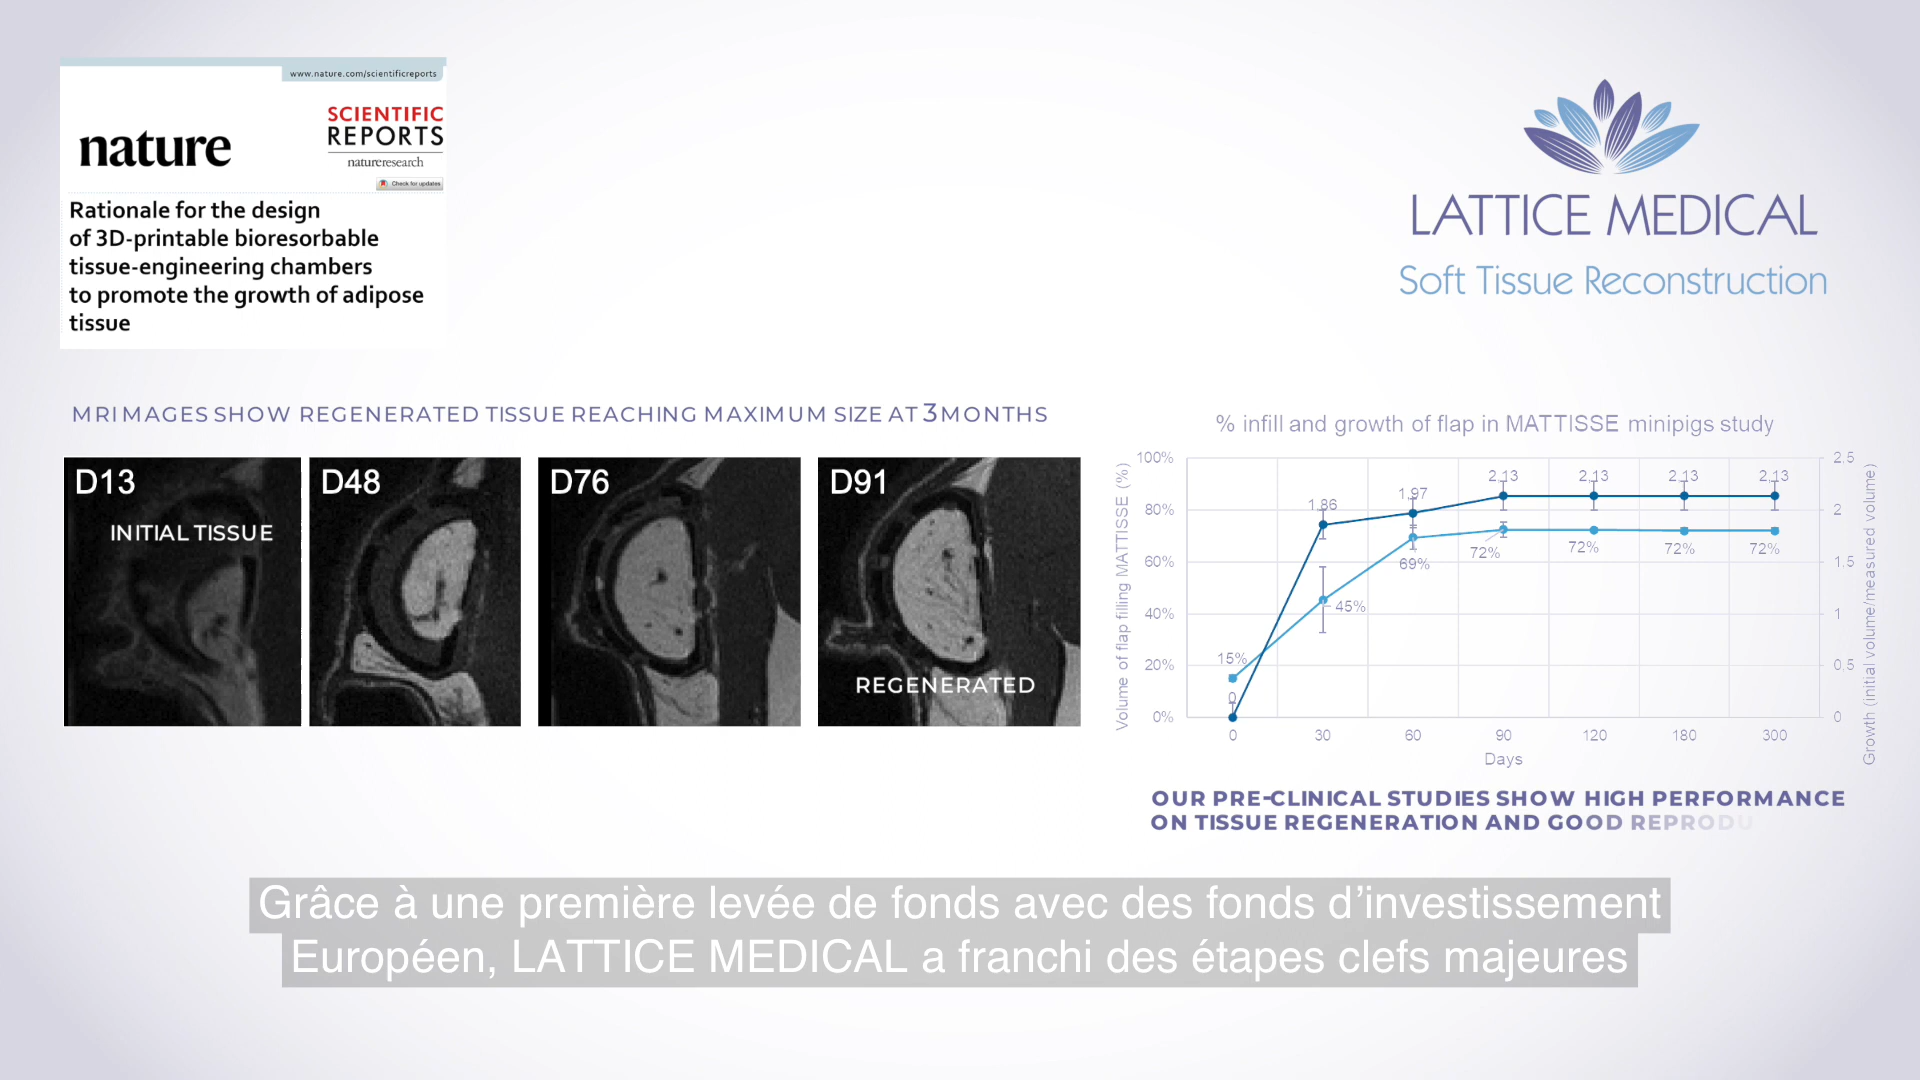 www.nature.com/scientificreports
nature
SCIENTIFIC
REPORTS
natureresearch
Check for updates
Rationale for the design
of 3D-printable bioresorbable
tissue-engineering chambers
to promote the growth of adipose
tissue
LATTICE MEDICAL
Soft Tissue Reconstruction
MRI IMAGES SHOW REGENERATED TISSUE REACHING MAXIMUM SIZE AT 3 MONTHS
D13
INITIAL TISSUE
D48
D76
D91
REGENERATED
% infill and growth of flap in MATTISSE minipigs study
Volume of flap filling MATTISSE (%)
100%
80%
60%
40%
20%
0%
2.5
2
1.5
1
0.5
0
Growth (initial volume/measured volume)
0
1.86
1.97
2.13
2.13
2.13
2.13
15%
45%
69%
72%
72%
72%
72%
0 30 60 90 120 180 300
Days
OUR PRE-CLINICAL STUDIES SHOW HIGH PERFORMANCE
ON TISSUE REGENERATION AND GOOD REPRODU
Grâce à une première levée de fonds avec des fonds d'investissement
Européen, LATTICE MEDICAL a franchi des étapes clefs majeures